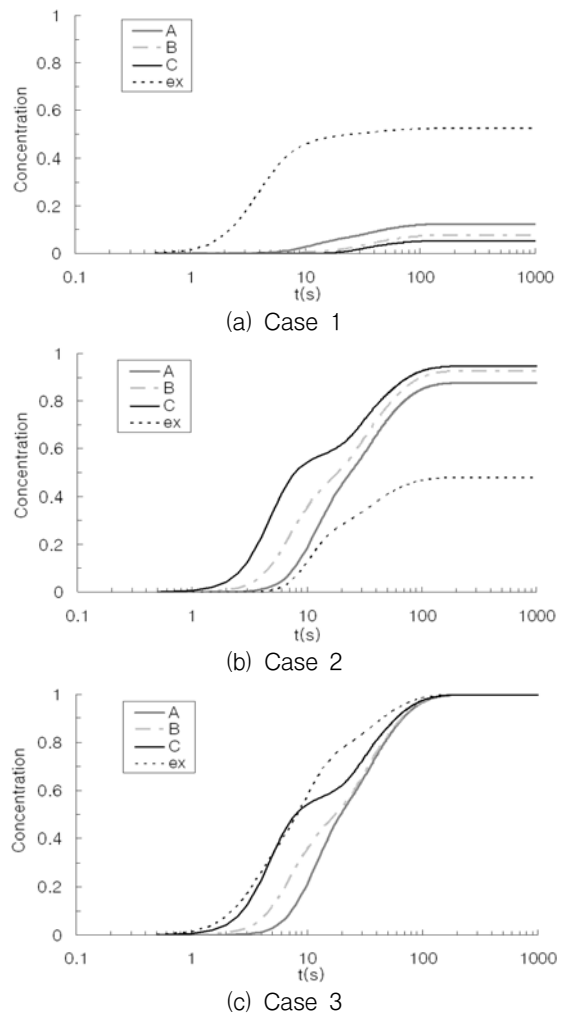 1
0.8
0.6
0.4
0.2
0
Concentration
A
B
C
ex
0.1 1 10 100 1000
t(s)
(a) Case 1
1
0.8
0.6
0.4
0.2
0
Concentration
A
B
C
ex
0.1 1 10 100 1000
t(s)
(b) Case 2
1
0.8
0.6
0.4
0.2
0
Concentration
A
B
C
ex
0.1 1 10 100 1000
t(s)
(c) Case 3